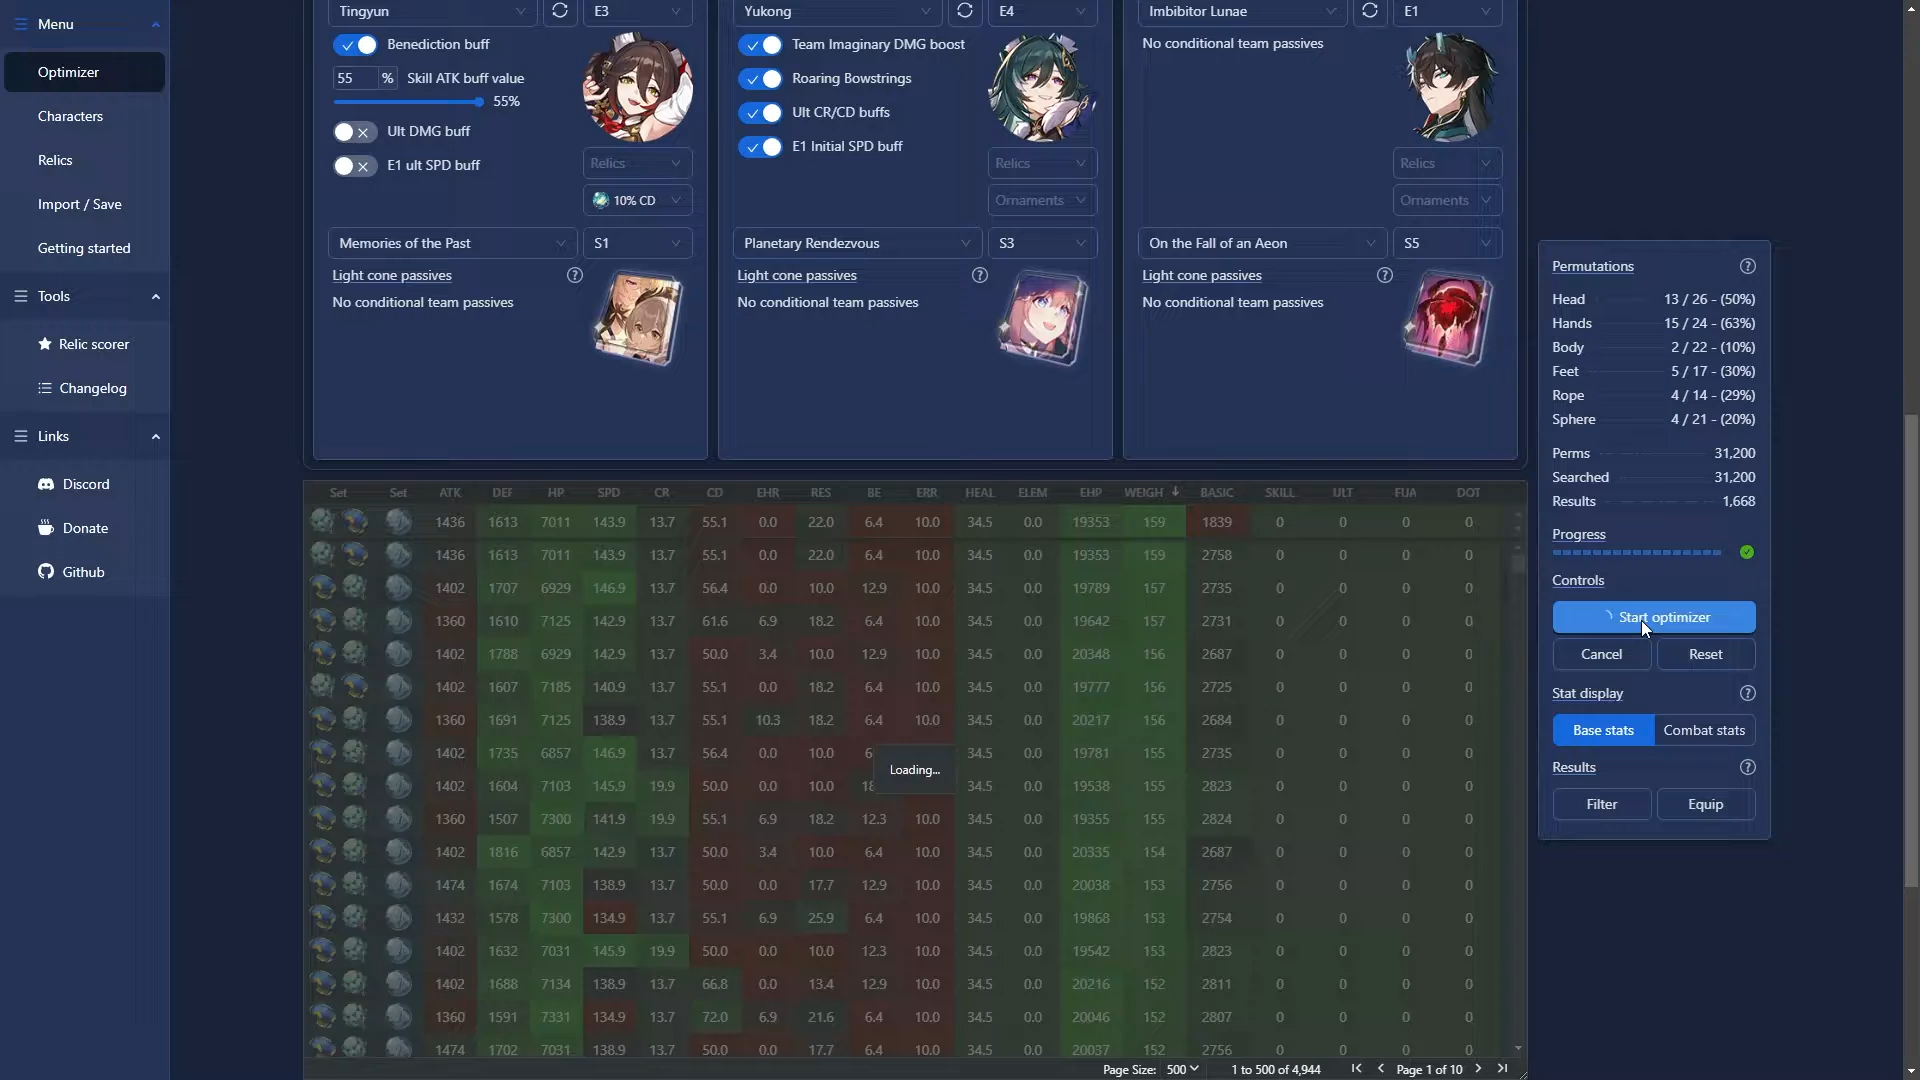 Menu
Optimizer
Characters
Relics
Import / Save
Getting started
Tools
Relic scorer
Changelog
Links
Discord
Donate
Github
Tingyun E3
Benediction buff
55 % Skill ATK buff value
55%
Ult DMG buff
E1 ult SPD buff
Relics
10% CD
Memories of the Past S1
Light cone passives
No conditional team passives
Yukong E4
Team Imaginary DMG boost
Roaring Bowstrings
Ult CR/CD buffs
E1 Initial SPD buff
Relics
Ornaments
Planetary Rendezvous S3
Light cone passives
No conditional team passives
Imbibitor Lunae E1
No conditional team passives
Relics
Ornaments
On the Fall of an Aeon S5
Light cone passives
No conditional team passives
Set Set ATK DEF HP SPD CR CD EHR RES BE ERR HEAL ELEM EHP WEIGH BASIC SKILL ULT FUA DOT
1436 1613 7011 143.9 13.7 55.1 0.0 22.0 6.4 10.0 34.5 0.0 19353 159 1839 0 0 0 0
1436 1613 7011 143.9 13.7 55.1 0.0 22.0 6.4 10.0 34.5 0.0 19353 159 2758 0 0 0 0
1402 1707 6929 146.9 13.7 56.4 0.0 10.0 12.9 10.0 34.5 0.0 19789 157 2735 0 0 0 0
1360 1610 7125 142.9 13.7 61.6 6.9 18.2 6.4 10.0 34.5 0.0 19642 157 2731 0 0 0 0
1402 1788 6929 142.9 13.7 50.0 3.4 10.0 12.9 10.0 34.5 0.0 20348 156 2687 0 0 0 0
1402 1607 7185 140.9 13.7 55.1 0.0 18.2 6.4 10.0 34.5 0.0 19777 156 2725 0 0 0 0
1360 1691 7125 138.9 13.7 55.1 10.3 18.2 6.4 10.0 34.5 0.0 20217 156 2684 0 0 0 0
1402 1735 6857 146.9 13.7 56.4 0.0 10.0 34.5 0.0 19781 155 2735 0 0 0 0
1402 1604 7103 145.9 19.9 50.0 0.0 10.0 34.5 0.0 19538 155 2823 0 0 0 0
Loading...
1360 1507 7300 141.9 19.9 55.1 6.9 18.2 12.3 10.0 34.5 0.0 19355 155 2824 0 0 0 0
1402 1816 6857 142.9 13.7 50.0 3.4 10.0 6.4 10.0 34.5 0.0 20335 154 2687 0 0 0 0
1474 1674 7103 138.9 13.7 50.0 0.0 17.7 12.9 10.0 34.5 0.0 20038 153 2756 0 0 0 0
1432 1578 7300 134.9 13.7 55.1 6.9 25.9 6.4 10.0 34.5 0.0 19868 153 2754 0 0 0 0
1402 1632 7031 145.9 19.9 50.0 0.0 10.0 12.3 10.0 34.5 0.0 19542 153 2823 0 0 0 0
1402 1688 7134 138.9 13.7 66.8 0.0 13.4 12.9 10.0 34.5 0.0 20216 152 2811 0 0 0 0
1360 1591 7331 134.9 13.7 72.0 6.9 21.6 6.4 10.0 34.5 0.0 20046 152 2807 0 0 0 0
1474 1702 7031 138.9 13.7 50.0 0.0 17.7 6.4 10.0 34.5 0.0 20037 152 2756 0 0 0 0
Page Size: 500 1 to 500 of 4,944 Page 1 of 10
Permutations
Head 13 / 26 - (50%)
Hands 15 / 24 - (63%)
Body 2 / 22 - (10%)
Feet 5 / 17 - (30%)
Rope 4 / 14 - (29%)
Sphere 4 / 21 - (20%)
Perms 31,200
Searched 31,200
Results 1,668
Progress
Controls
Start optimizer
Cancel Reset
Stat display
Base stats Combat stats
Results
Filter Equip